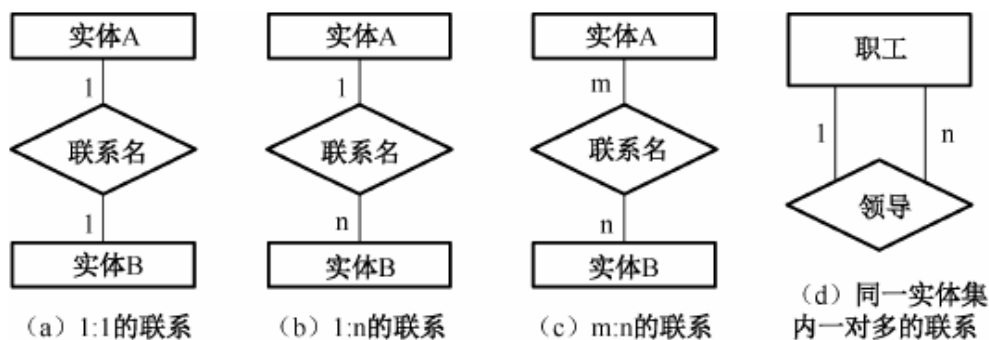 实体A
1
联系名
1
实体B
(a) 1:1的联系
实体A
1
联系名
n
实体B
(b) 1:n的联系
实体A
m
联系名
n
实体B
(c) m:n的联系
职工
1
n
领导
(d) 同一实体集
内一对多的联系